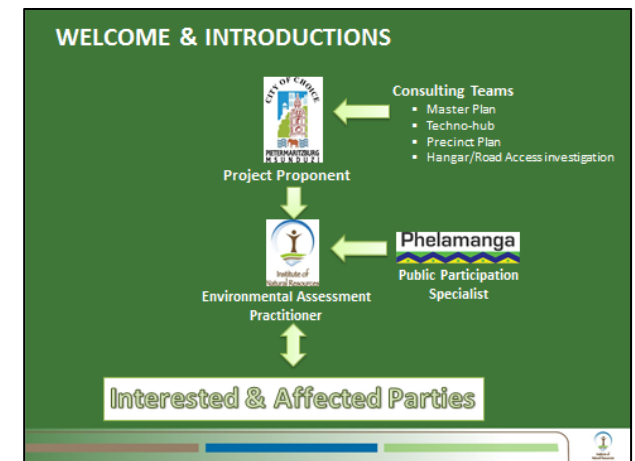 WELCOME & INTRODUCTIONS
CITY OF CHOICE
PIETERMARITZBURG
MSUNDUZI
Project Proponent
Consulting Teams
▪ Master Plan
▪ Techno-hub
▪ Precinct Plan
▪ Hangar/Road Access investigation
Institute of
Natural Resources
Environmental Assessment
Practitioner
Phelamanga
Public Participation
Specialist
Interested & Affected Parties